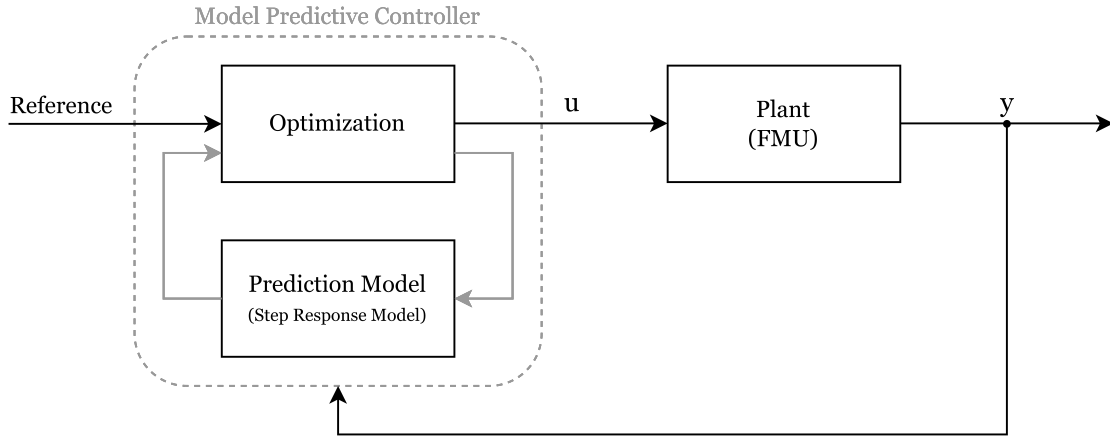 Model Predictive Controller
Reference
Optimization
u
Plant
(FMU)
y
Prediction Model
(Step Response Model)